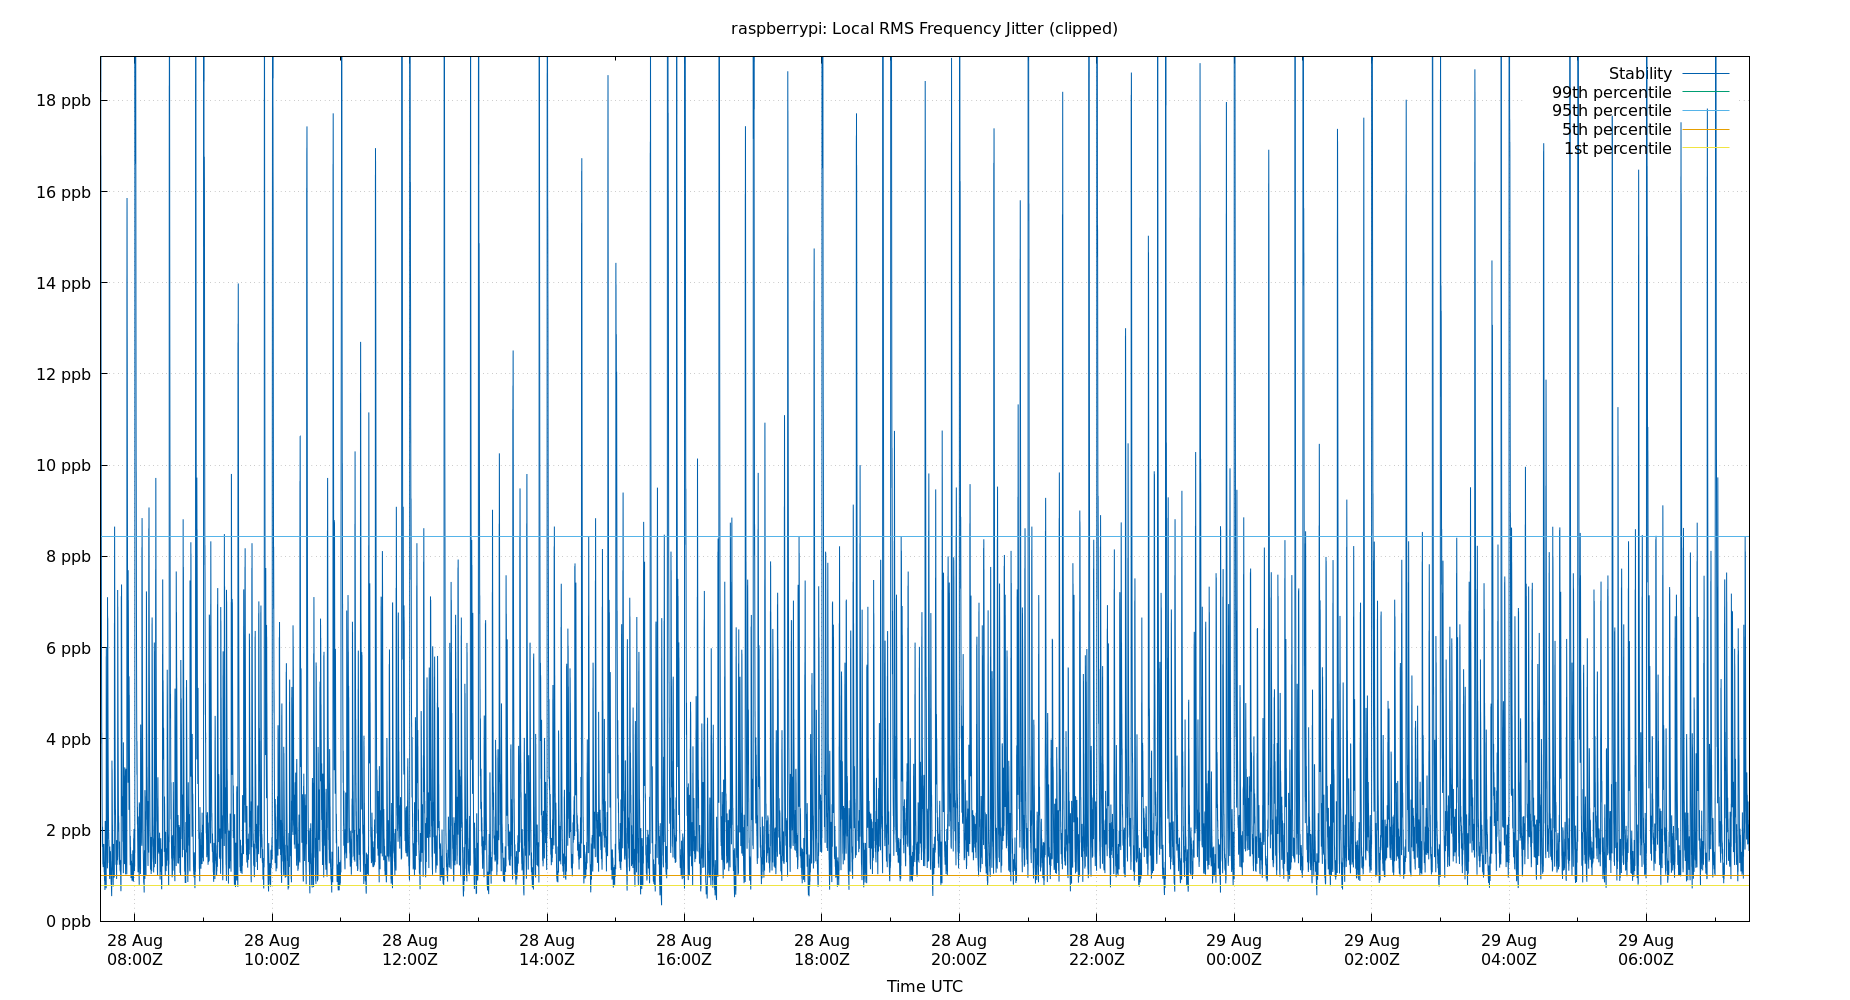 raspberrypi: Local RMS Frequency Jitter (clipped)
Stability
99th percentile
95th percentile
5th percentile
1st percentile
18 ppb
16 ppb
14 ppb
12 ppb
10 ppb
8 ppb
6 ppb
4 ppb
2 ppb
0 ppb
28 Aug 28 Aug 28 Aug 28 Aug 28 Aug 28 Aug 28 Aug 28 Aug 29 Aug 29 Aug 29 Aug 29 Aug
08:00Z 10:00Z 12:00Z 14:00Z 16:00Z 18:00Z 20:00Z 22:00Z 00:00Z 02:00Z 04:00Z 06:00Z
Time UTC